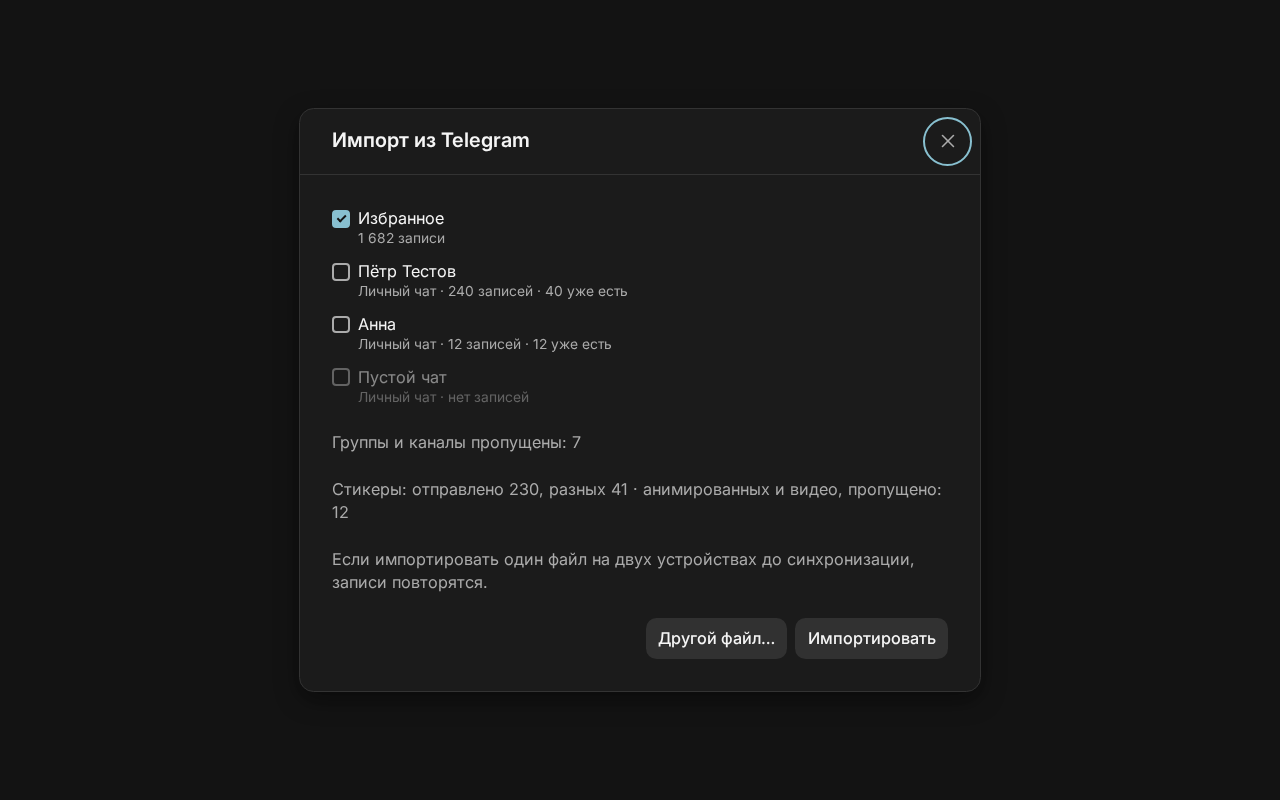 Импорт из Telegram
Избранное
1 682 записи
Пётр Тестов
Личный чат · 240 записей · 40 уже есть
Анна
Личный чат · 12 записей · 12 уже есть
Пустой чат
Личный чат · нет записей
Группы и каналы пропущены: 7
Стикеры: отправлено 230, разных 41 · анимированных и видео, пропущено:
12
Если импортировать один файл на двух устройствах до синхронизации,
записи повторятся.
Другой файл…
Импортировать